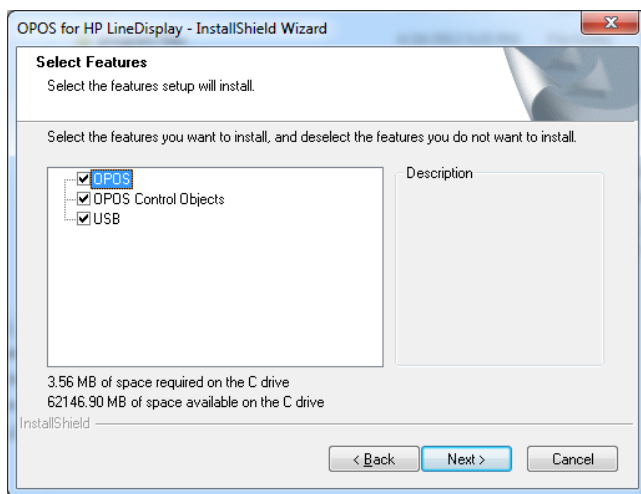 OPOS for HP LineDisplay - InstallShield Wizard
Select Features
Select the features setup will install.
Select the features you want to install, and deselect the features you do not want to install.
OPOS
OPOS Control Objects
USB
Description
3.56 MB of space required on the C drive
62146.90 MB of space available on the C drive
InstallShield
< Back
Next >
Cancel